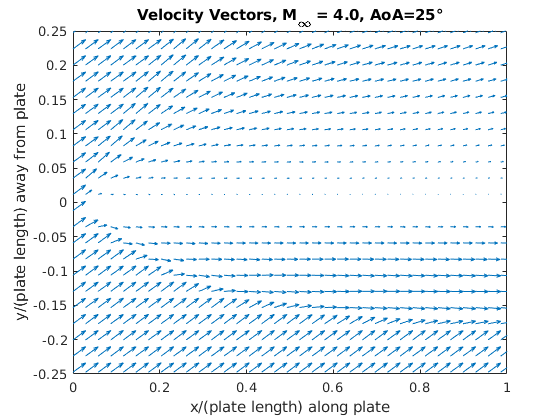 Velocity Vectors, M∞ = 4.0, AoA=25°
y/(plate length) away from plate
0.25
0.2
0.15
0.1
0.05
0
-0.05
-0.1
-0.15
-0.2
-0.25
0 0.2 0.4 0.6 0.8 1
x/(plate length) along plate